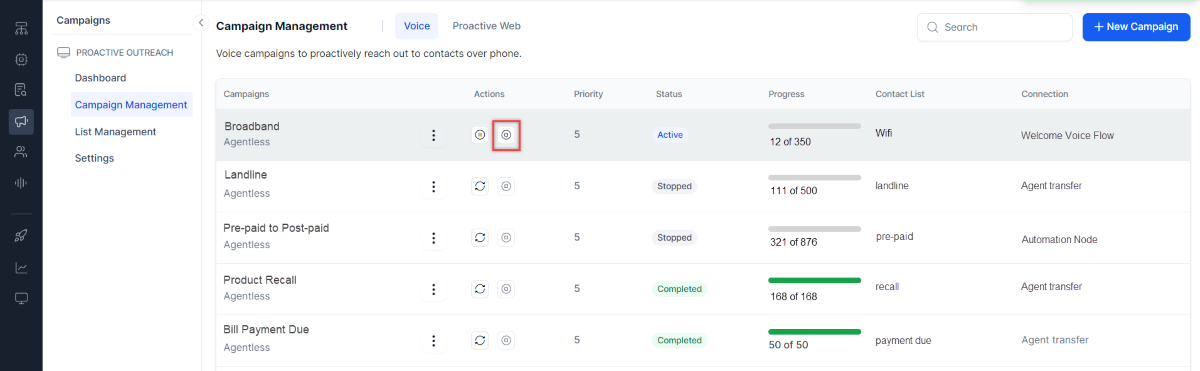 Campaigns
PROACTIVE OUTREACH
Dashboard
Campaign Management
List Management
Settings
Campaign Management Voice Proactive Web
Search
+ New Campaign
Voice campaigns to proactively reach out to contacts over phone.
Campaigns Actions Priority Status Progress Contact List Connection
Broadband
Agentless
5 Active 12 of 350 Wifi Welcome Voice Flow
Landline
Agentless
5 Stopped 111 of 500 landline Agent transfer
Pre-paid to Post-paid
Agentless
5 Stopped 321 of 876 pre-paid Automation Node
Product Recall
Agentless
5 Completed 168 of 168 recall Agent transfer
Bill Payment Due
Agentless
5 Completed 50 of 50 payment due Agent transfer